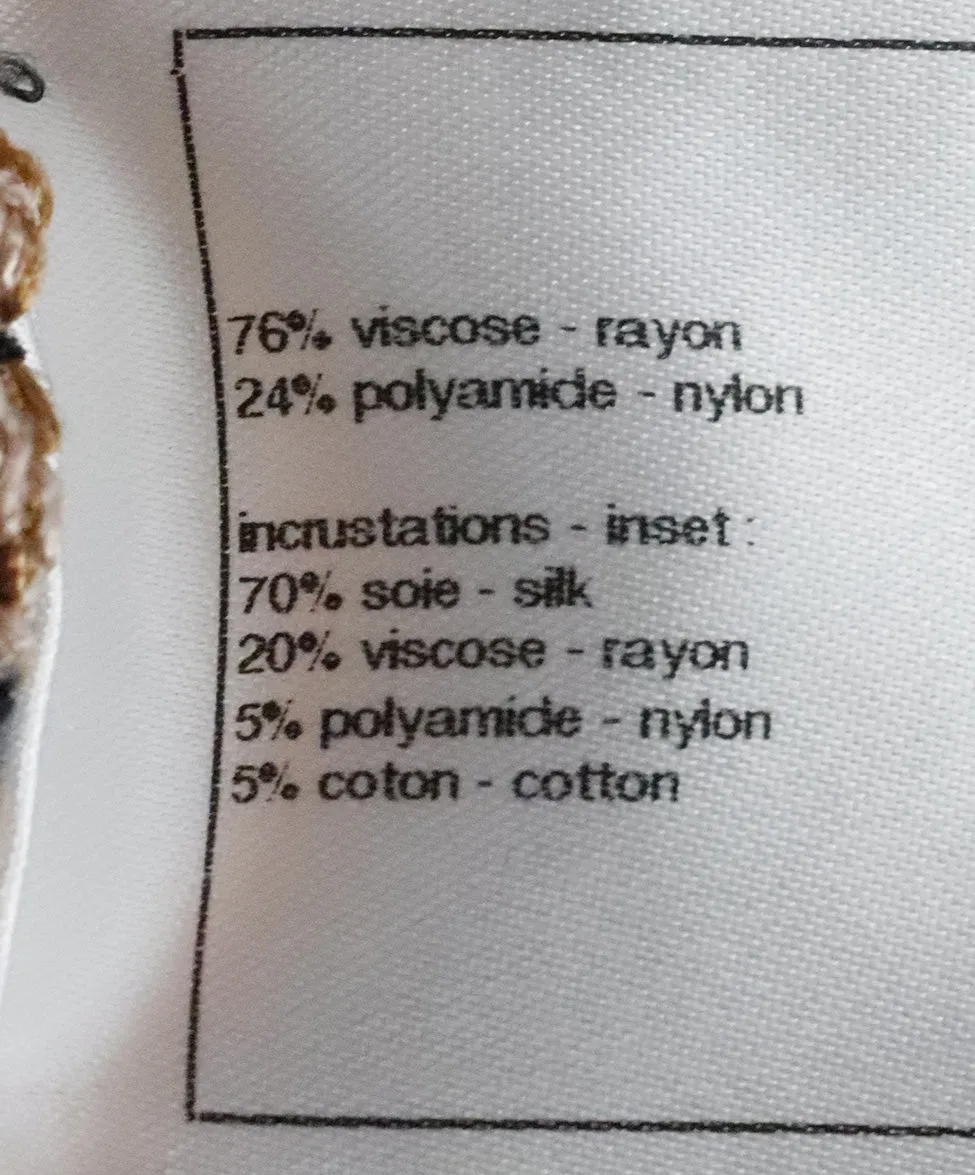 76% viscose - rayon
24% polyamide - nylon
incrustations - inset :
70% soie - silk
20% viscose - rayon
5% polyamide - nylon
5% coton - cotton